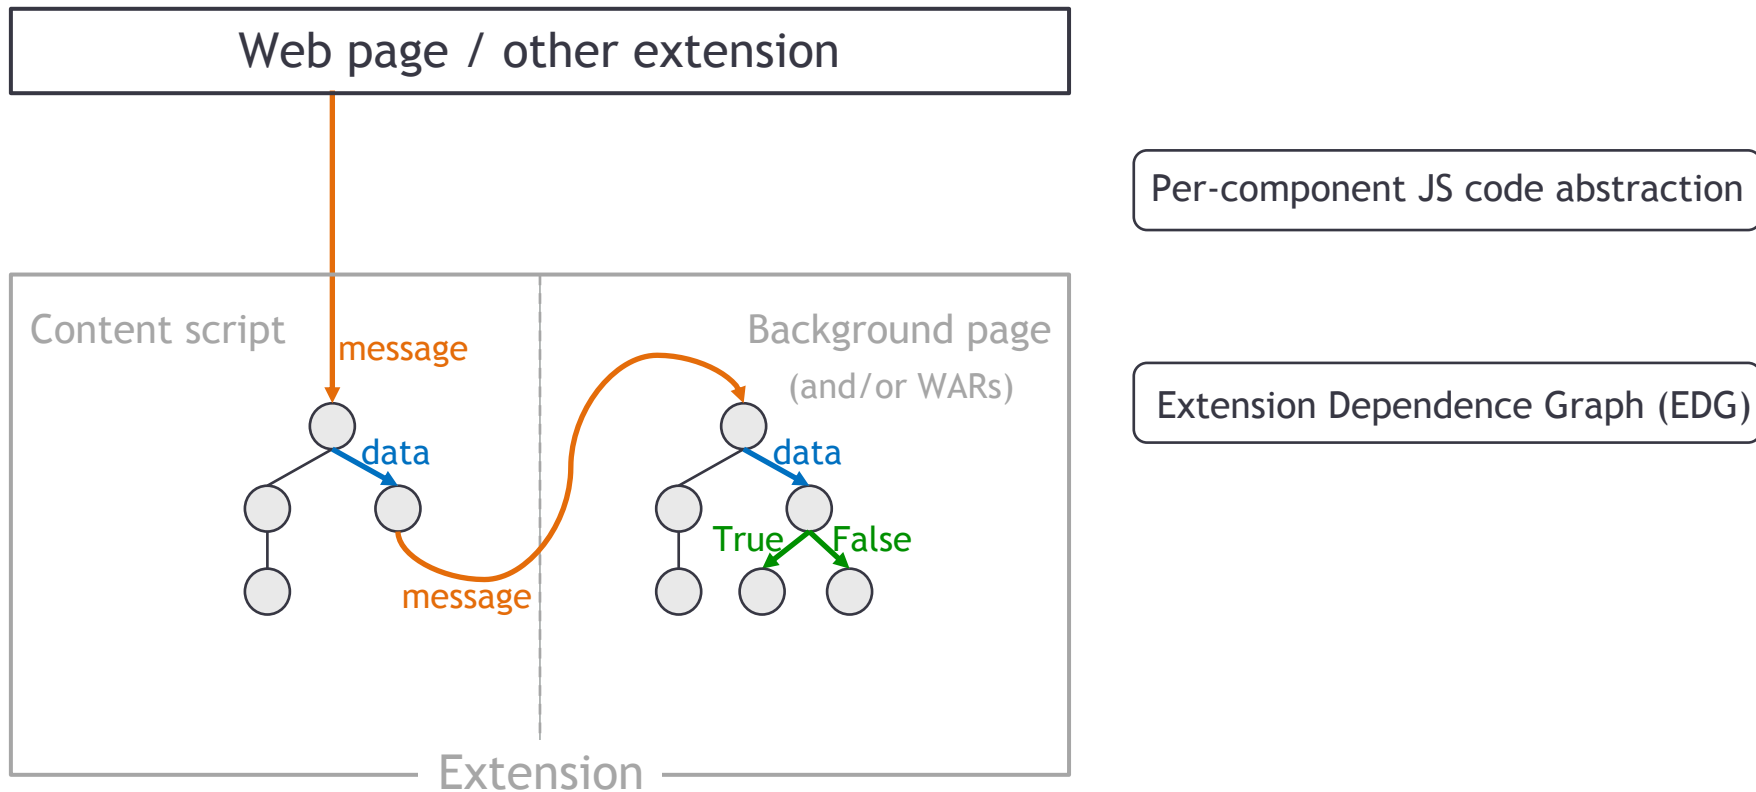 Web page / other extension
Per-component JS code abstraction
Content script
Background page
message
(and/or WARs)
Extension Dependence Graph (EDG)
data
data
True
False
message
Extension